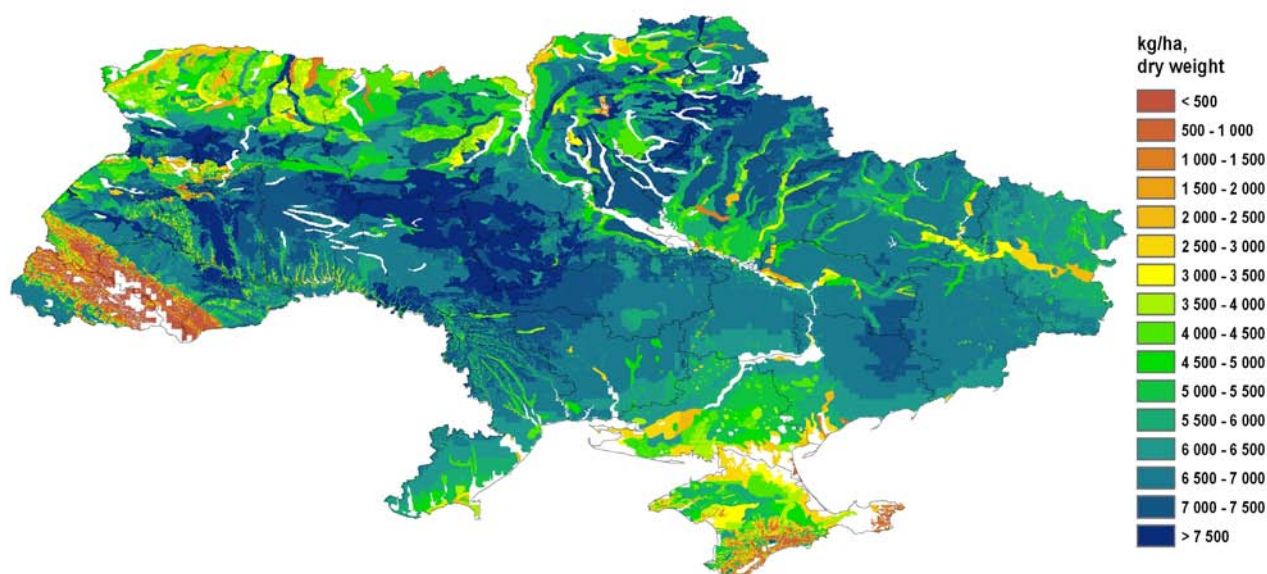 kg/ha,
dry weight
< 500
500 - 1 000
1 000 - 1 500
1 500 - 2 000
2 000 - 2 500
2 500 - 3 000
3 000 - 3 500
3 500 - 4 000
4 000 - 4 500
4 500 - 5 000
5 000 - 5 500
5 500 - 6 000
6 000 - 6 500
6 500 - 7 000
7 000 - 7 500
> 7 500